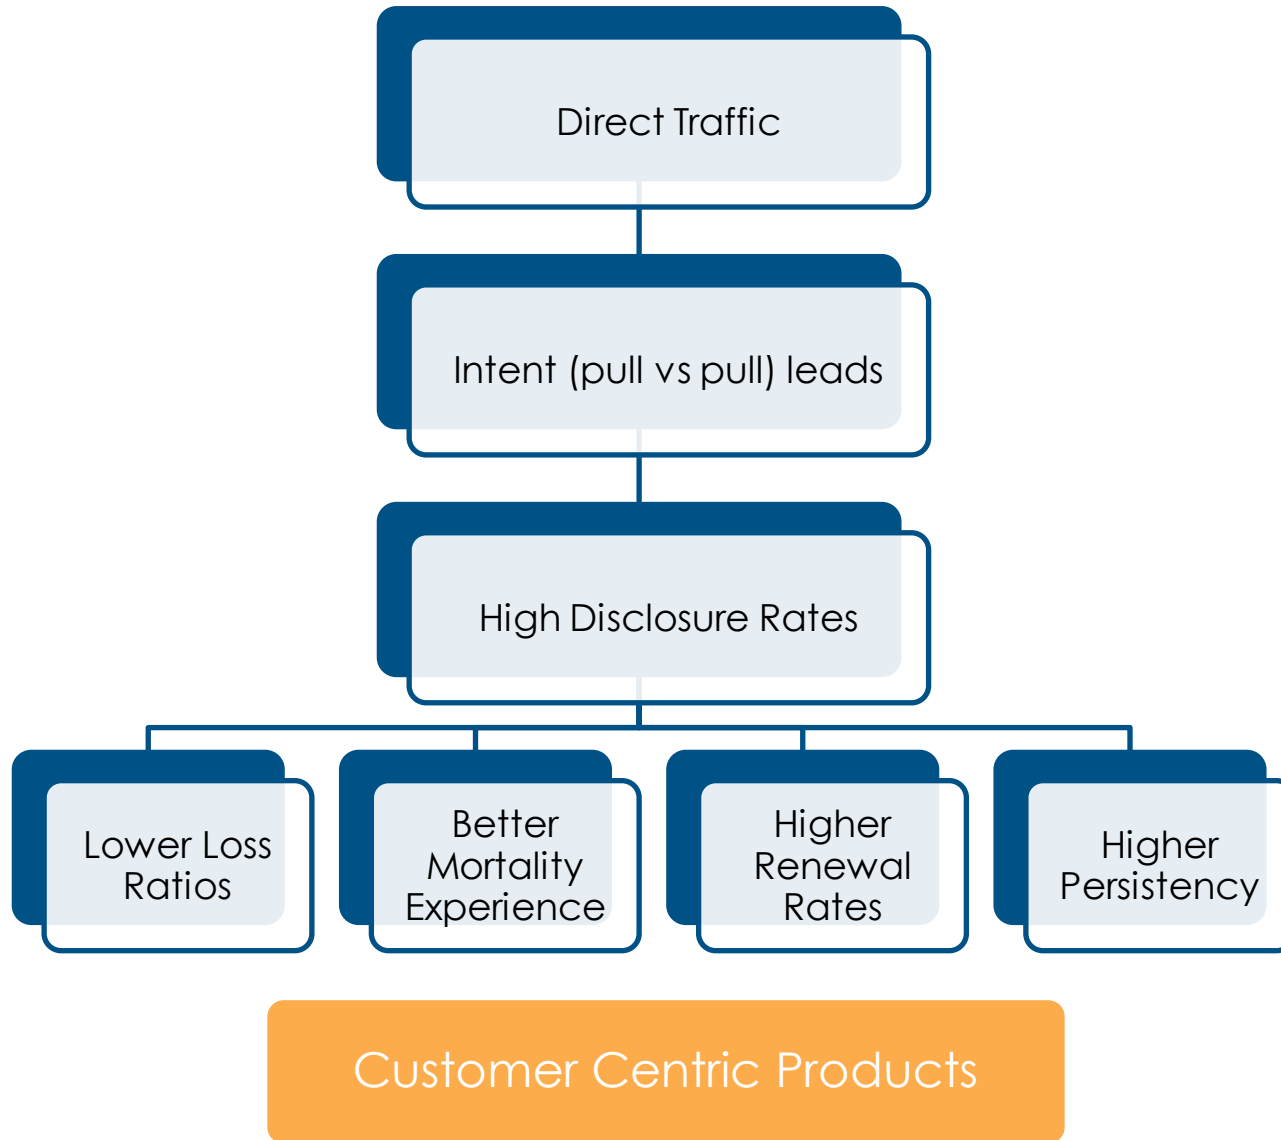 Direct Traffic
Intent (pull vs pull) leads
High Disclosure Rates
Lower Loss
Ratios
Better
Mortality
Experience
Higher
Renewal
Rates
Higher
Persistency
Customer Centric Products